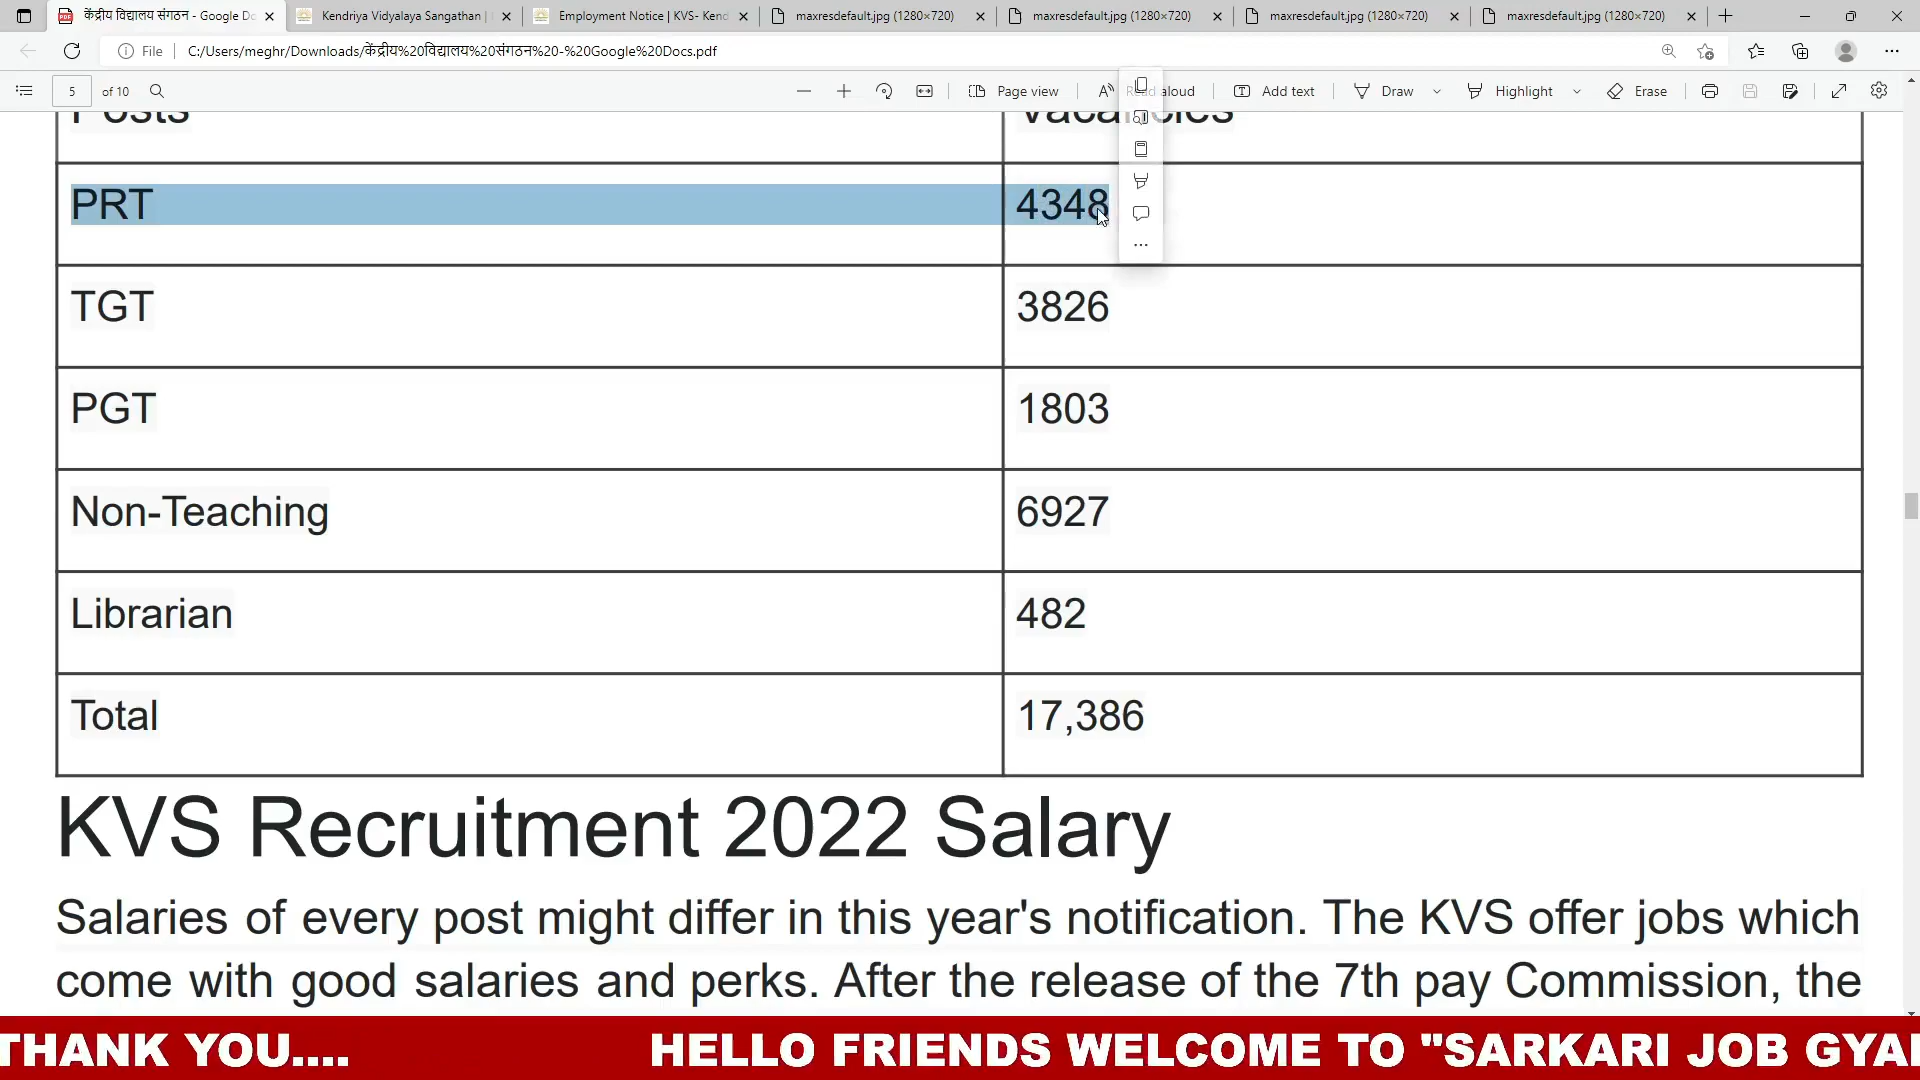 केंद्रीय विद्यालय संगठन - Google Do
Kendriya Vidyalaya Sangathan |
Employment Notice | KVS- Kend
maxresdefault.jpg (1280×720)
maxresdefault.jpg (1280×720)
maxresdefault.jpg (1280×720)
maxresdefault.jpg (1280×720)
File C:/Users/meghr/Downloads/केंद्रीय%20विद्यालय%20संगठन%20-%20Google%20Docs.pdf
5 of 10 Page view Read aloud Add text Draw Highlight Erase
Posts Vacancies
PRT 4348
TGT 3826
PGT 1803
Non-Teaching 6927
Librarian 482
Total 17,386
KVS Recruitment 2022 Salary
Salaries of every post might differ in this year's notification. The KVS offer jobs which
come with good salaries and perks. After the release of the 7th pay Commission, the
THANK YOU.... HELLO FRIENDS WELCOME TO "SARKARI JOB GYA